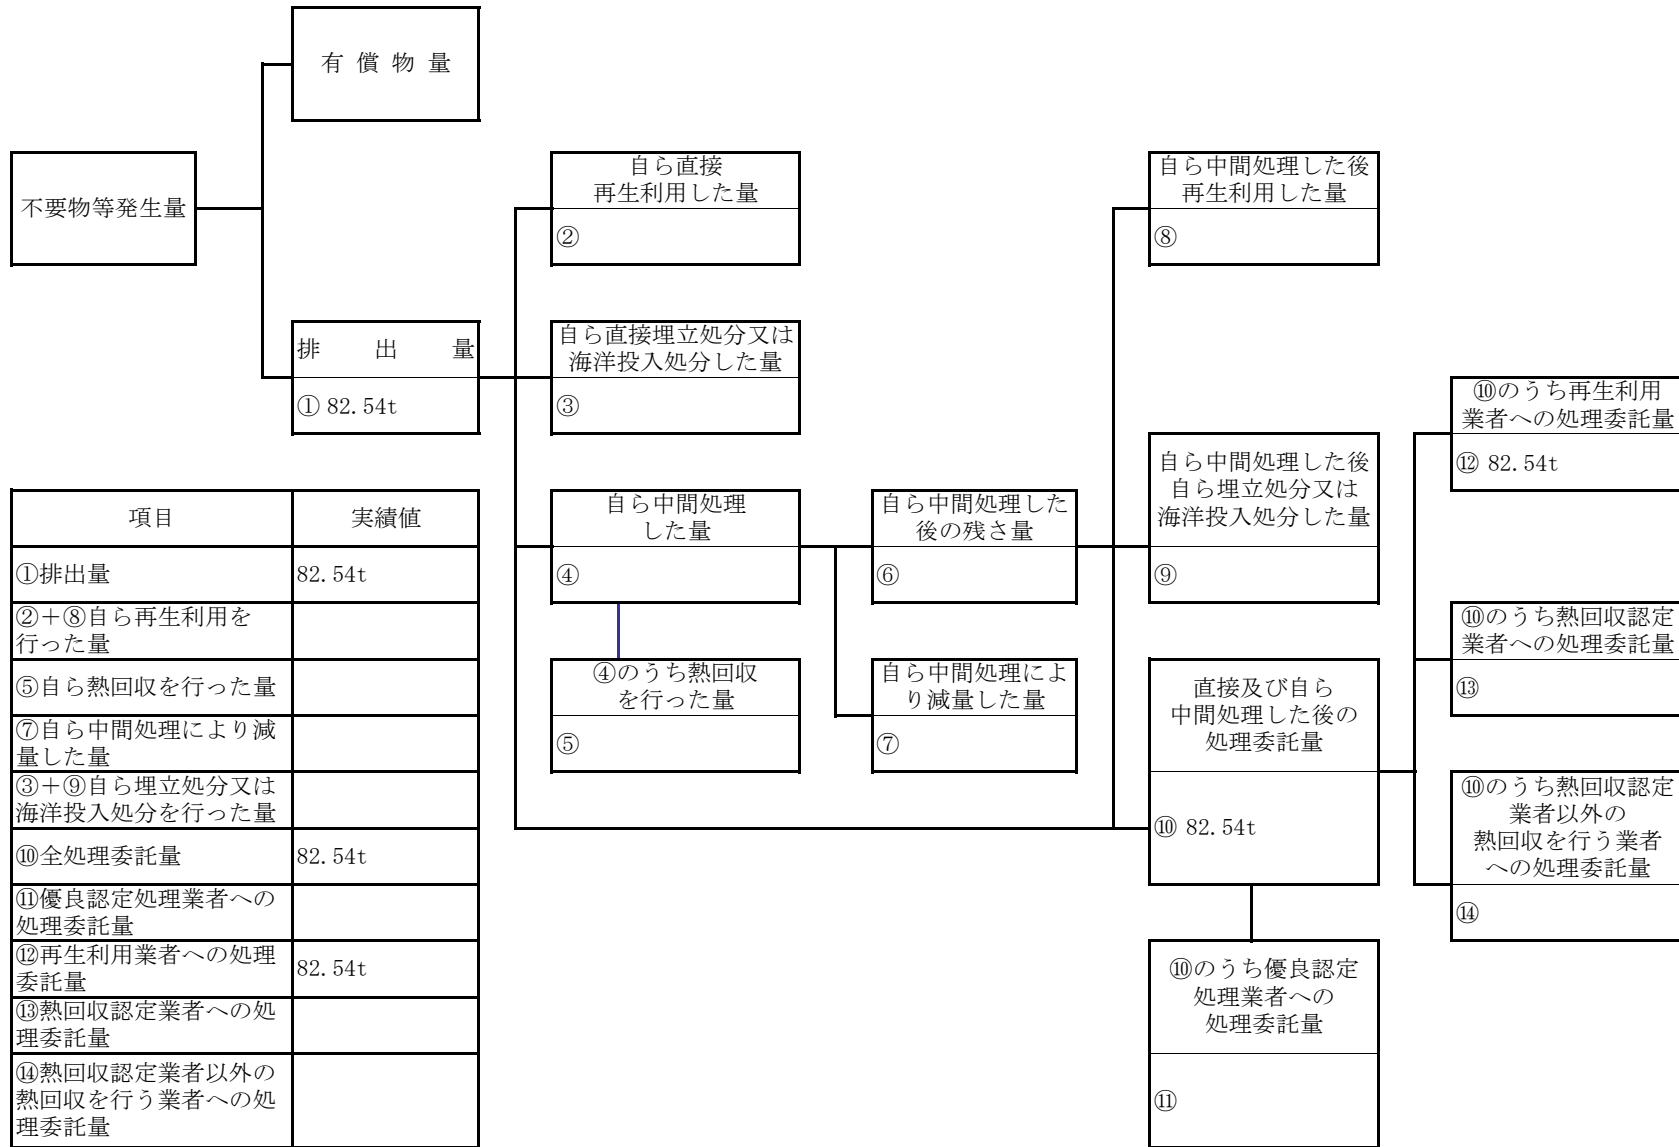 有 償 物 量
不要物等発生量
排 出 量
① 82.54t
自ら直接
再生利用した量
②
自ら直接埋立処分又は
海洋投入処分した量
③
自ら中間処理
した量
④
④のうち熱回収
を行った量
⑤
自ら中間処理した
後の残さ量
⑥
自ら中間処理によ
り減量した量
⑦
自ら中間処理した後
再生利用した量
⑧
自ら中間処理した後
自ら埋立処分又は
海洋投入処分した量
⑨
直接及び自ら
中間処理した後の
処理委託量
⑩ 82.54t
⑩のうち優良認定
処理業者への
処理委託量
⑪
⑩のうち再生利用
業者への処理委託量
⑫ 82.54t
⑩のうち熱回収認定
業者への処理委託量
⑬
⑩のうち熱回収認定
業者以外の
熱回収を行う業者
への処理委託量
⑭
項目 実績値
①排出量 82.54t
②+⑧自ら再生利用を
行った量
⑤自ら熱回収を行った量
⑦自ら中間処理により減
量した量
③+⑨自ら埋立処分又は
海洋投入処分を行った量
⑩全処理委託量 82.54t
⑪優良認定処理業者への
処理委託量
⑫再生利用業者への処理
委託量 82.54t
⑬熱回収認定業者への処
理委託量
⑭熱回収認定業者以外の
熱回収を行う業者への処
理委託量